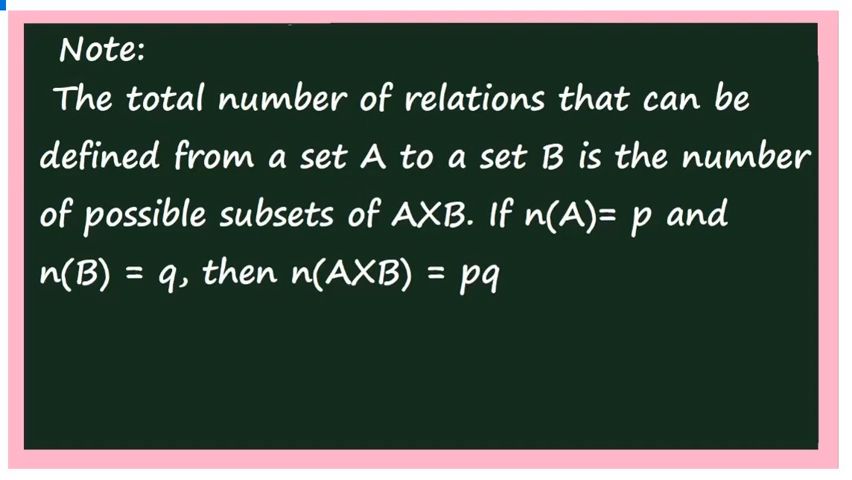 Note:
The total number of relations that can be
defined from a set A to a set B is the number
of possible subsets of AXB. If n(A)= p and
n(B) = q, then n(AXB) = pq